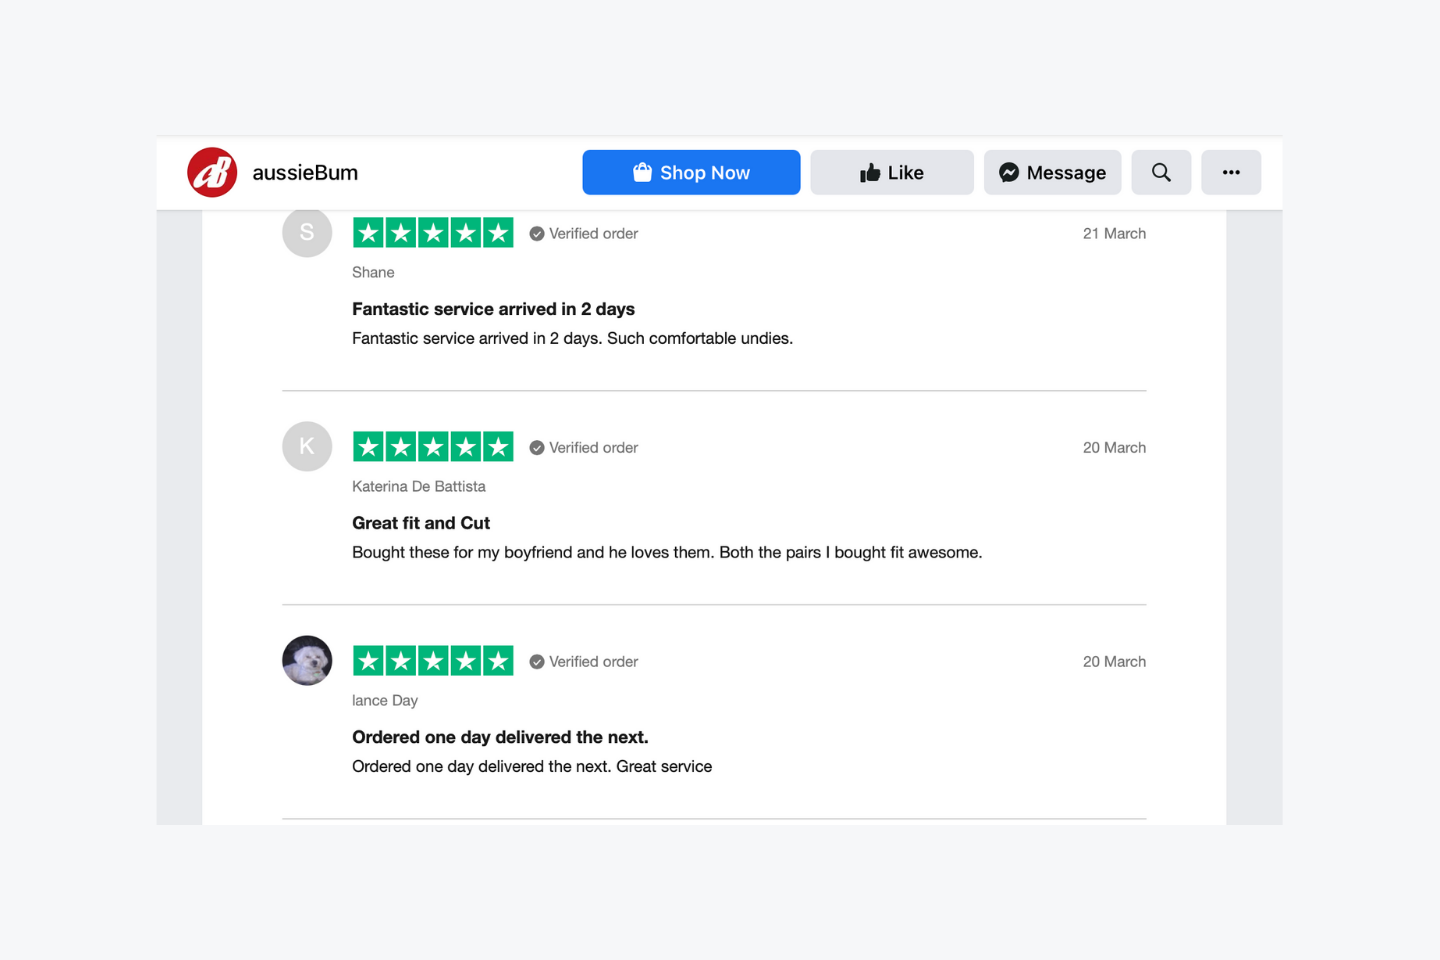 aB
aussieBum
Shop Now
Like
Message
S
Verified order
21 March
Shane
Fantastic service arrived in 2 days
Fantastic service arrived in 2 days. Such comfortable undies.
K
Verified order
20 March
Katerina De Battista
Great fit and Cut
Bought these for my boyfriend and he loves them. Both the pairs I bought fit awesome.
Verified order
20 March
lance Day
Ordered one day delivered the next.
Ordered one day delivered the next. Great service